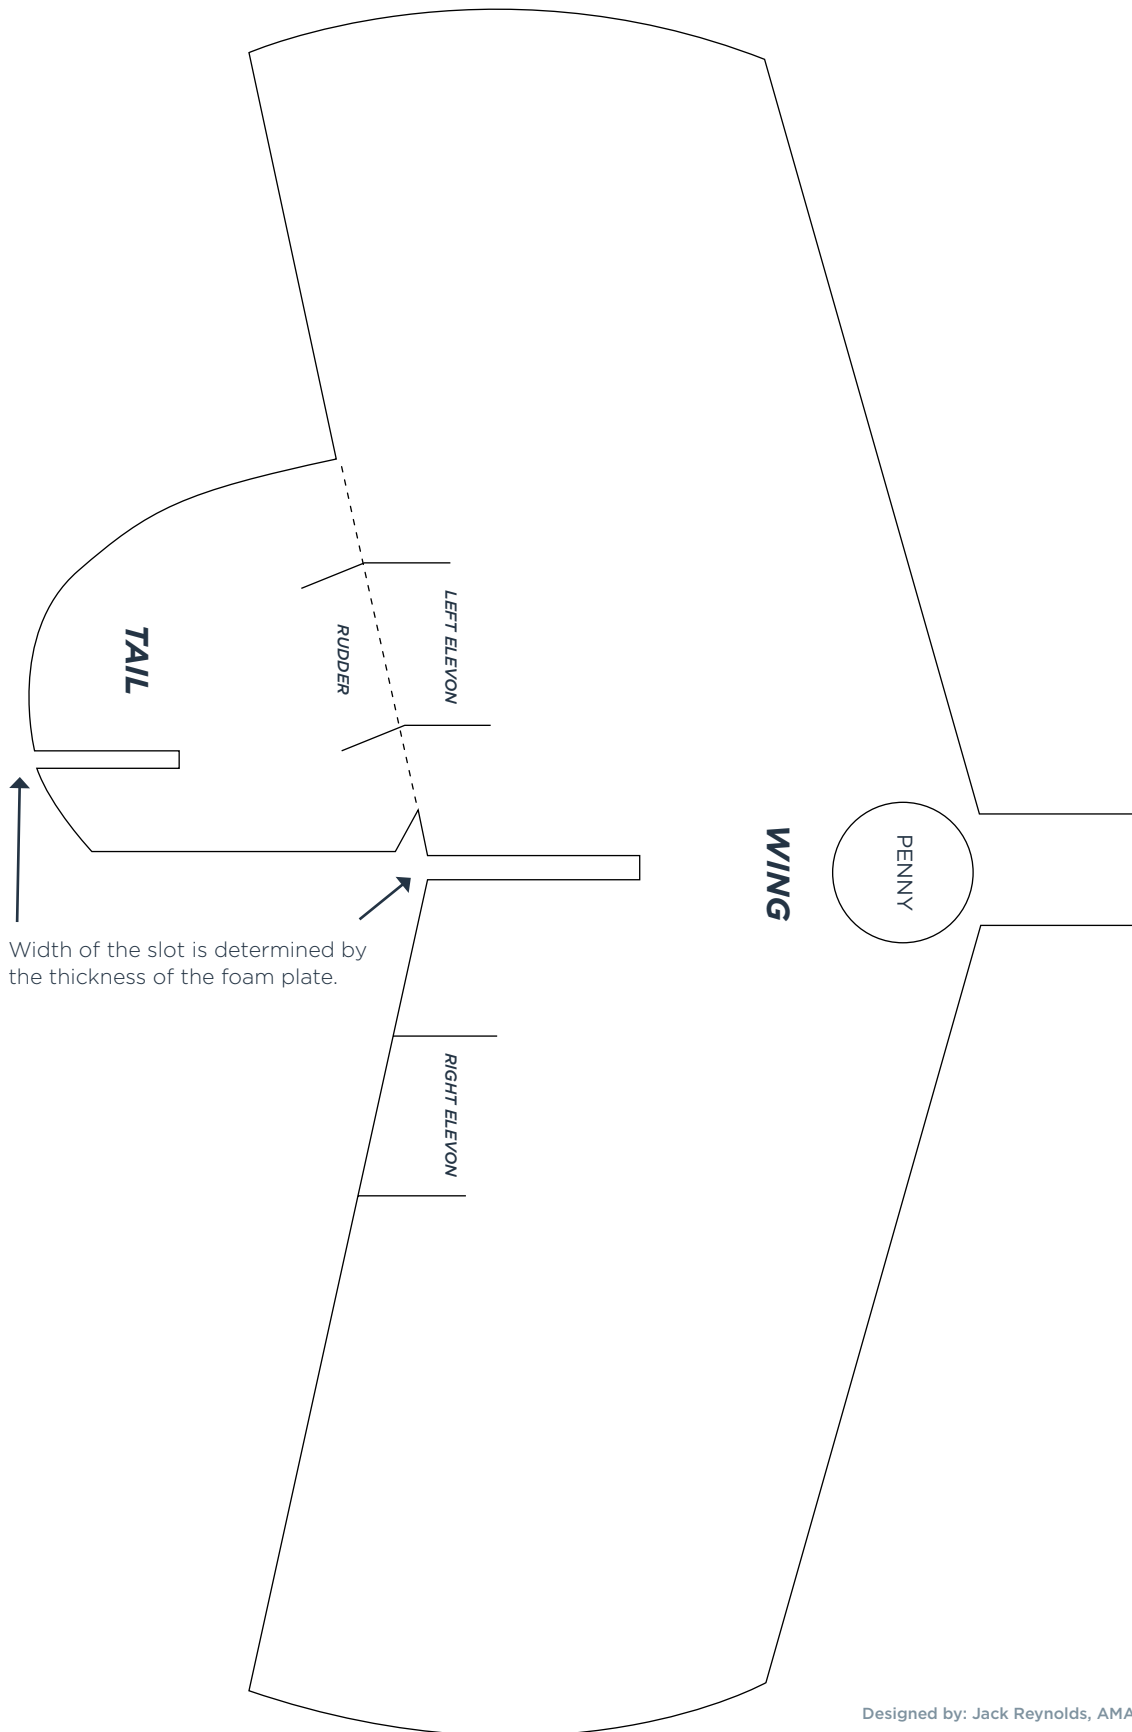 LEFT ELEVON
TAIL
RUDDER
WING
PENNY
Width of the slot is determined by
the thickness of the foam plate.
RIGHT ELEVON
Designed by: Jack Reynolds, AMA